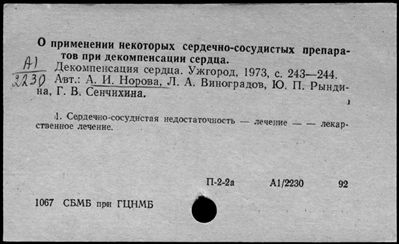 О применении некоторых сердечно-сосудистых препара-
тов при декомпенсации сердца.
А1
2230
Декомпенсация сердца. Ужгород, 1973, с. 243—244.
Авт.: А. И. Норова, Л. А. Виноградов, Ю. П. Рынди-
на, Г. В. Сенчихина.
1. Сердечно-сосудистая недостаточность — лечение — — лекар-
ственное лечение.
П-2-2а А1/2230 92
1067 СБМБ при ГЦНМБ